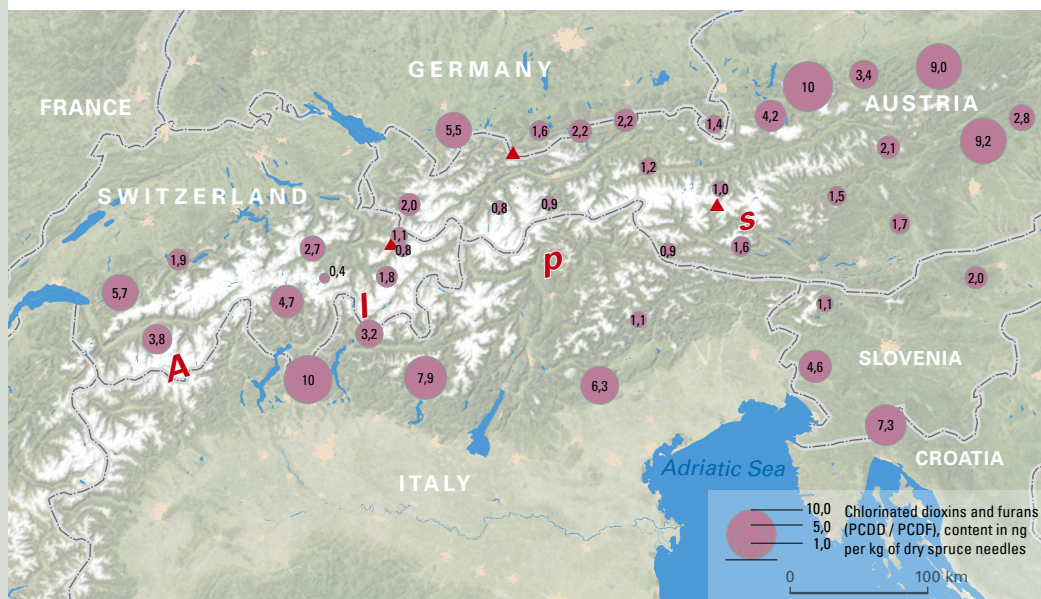 GERMANY
FRANCE
AUSTRIA
SWITZERLAND
10
3,4
9,0
4,2
5,5
1,6
2,2
2,2
1,4
2,8
9,2
2,1
1,2
2,0
0,8
0,9
1,0
1,5
s
1,7
1,1
0,8
0,9
1,6
p
2,7
1,9
0,4
1,8
2,0
5,7
4,7
l
1,1
1,1
3,8
3,2
A
10
7,9
6,3
4,6
SLOVENIA
7,3
CROATIA
Adriatic Sea
ITALY
10,0
5,0
1,0
Chlorinated dioxins and furans
(PCDD / PCDF), content in ng
per kg of dry spruce needles
0 100 km